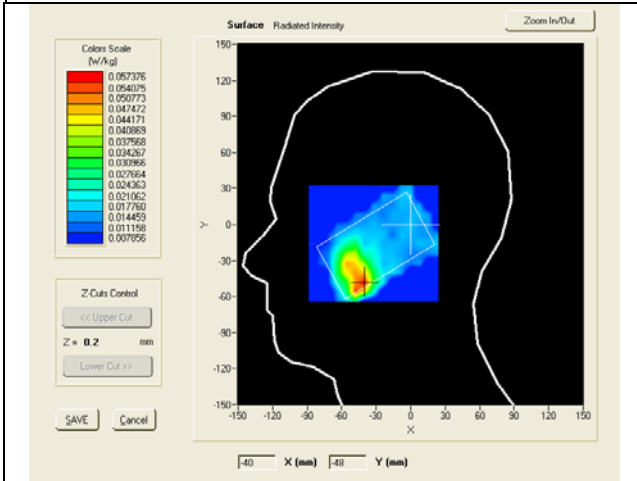 Surface Radiated Intensity
Zoom In/Out
Colors Scale
(W/kg)
0.057376
0.054075
0.050773
0.047472
0.044171
0.040869
0.037568
0.034267
0.030966
0.027664
0.024363
0.021062
0.017760
0.014459
0.011158
0.007856
150
120
90
60
30
0
-30
-60
-90
-120
-150
Y
-150 -120 -90 -60 -30 0 30 60 90 120 150
X
Z-Cuts Control
<< Upper Cut
Z = 0.2 mm
Lower Cut >>
SAVE Cancel
-40 X (mm) -48 Y (mm)